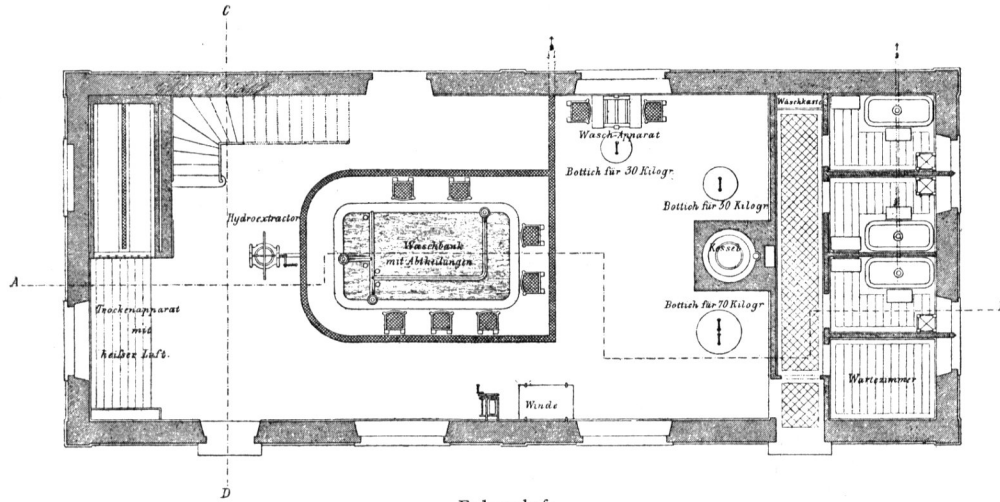 C
Wäschkaste
Wasch-Apparat
Bottich für 30 Kilogr
Bottich für 50 Kilogr
Hydroextractor
Waschbank
mit Abtheilungen
Kessel
A
Bottich für 70 Kilogr
Trockenapparat
mit
heißer Luft.
Wartezimmer
Winde
D